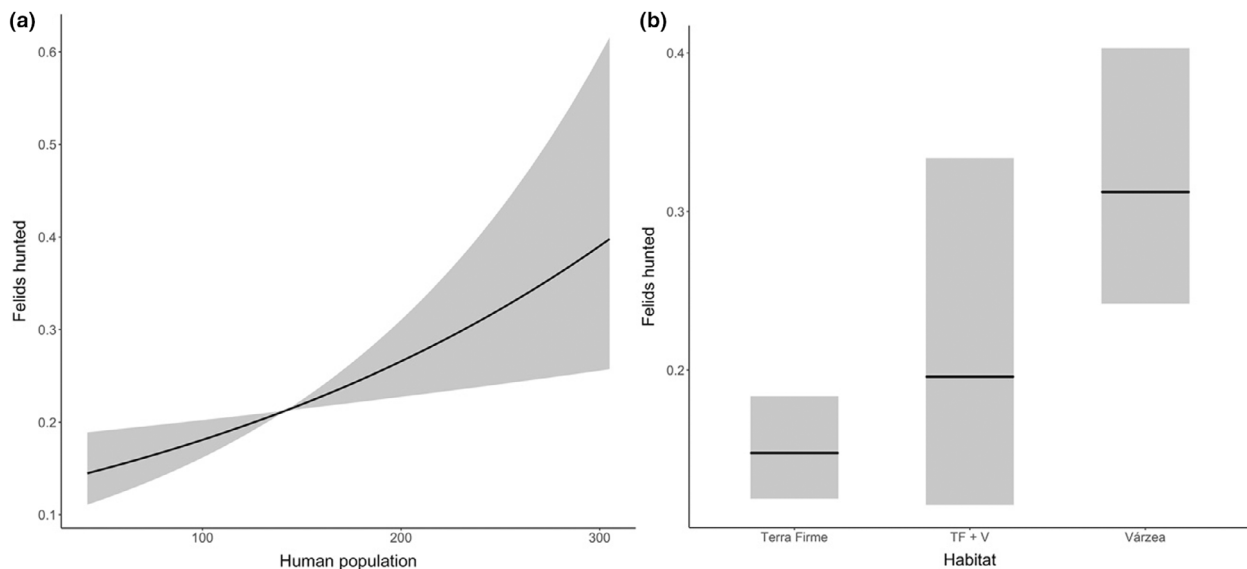 (a)
0.6
0.5
0.4
0.3
0.2
0.1
Felids hunted
100
200
300
Human population
(b)
0.4
0.3
0.2
Felids hunted
Terra Firme
TF + V
Várzea
Habitat